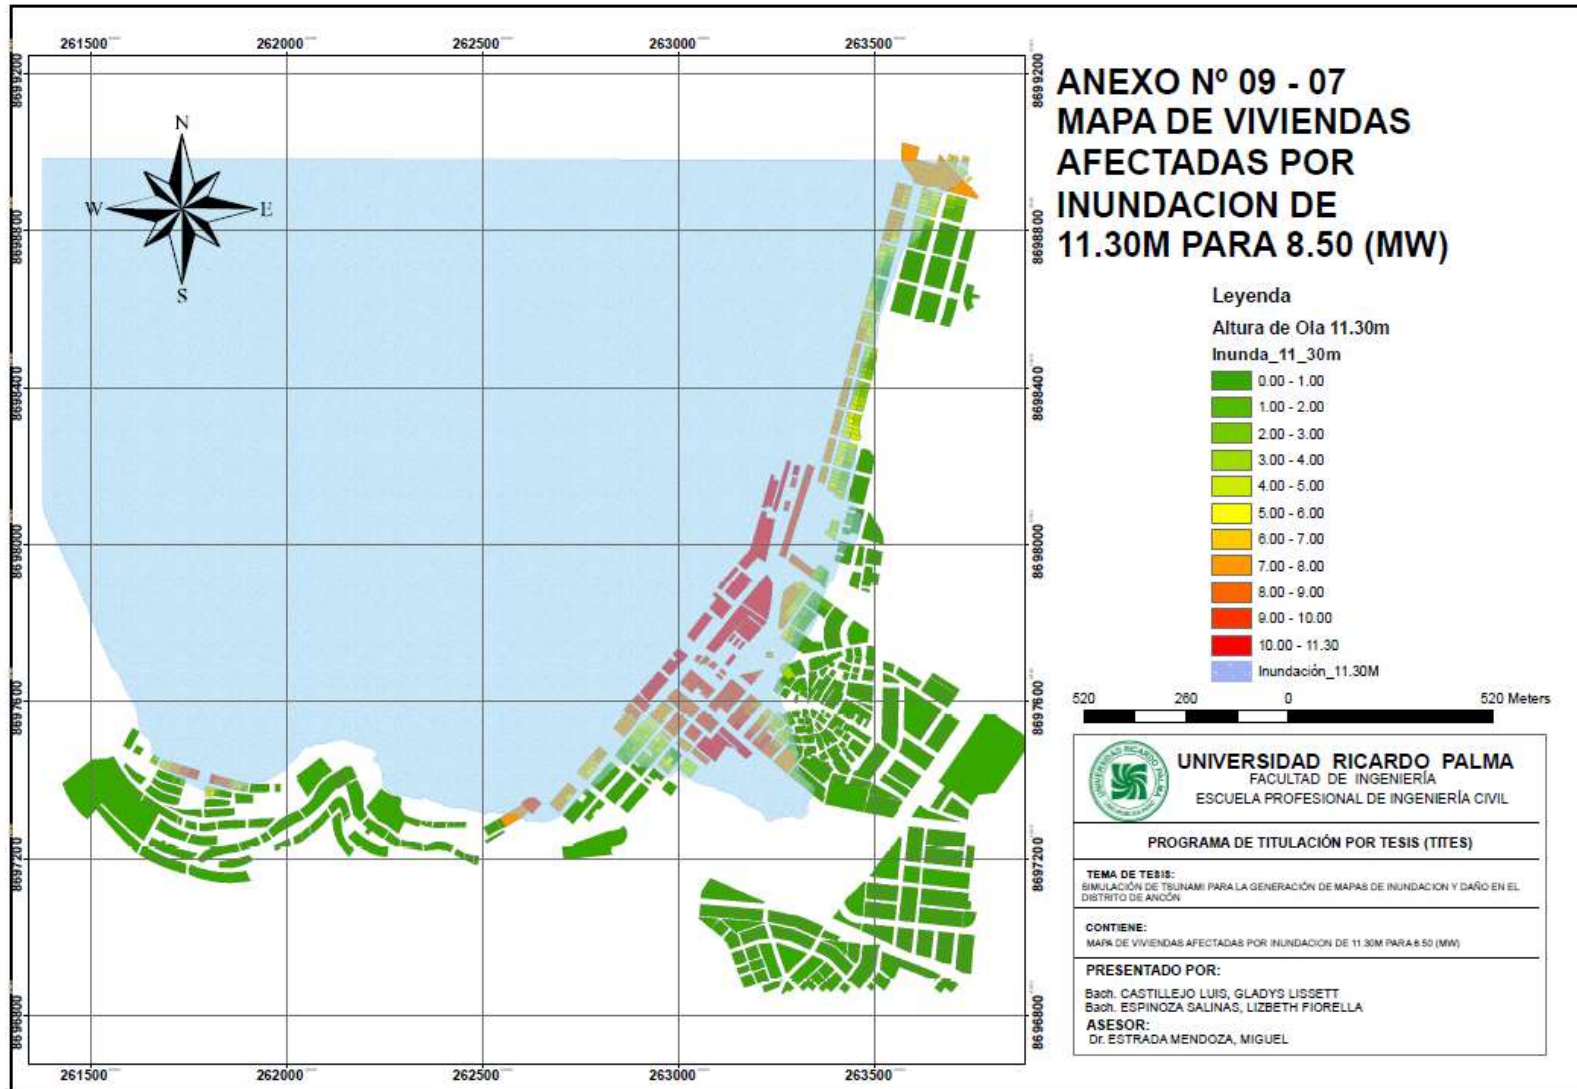 261500 262000 262500 263000 263500
8699200 8699200
ANEXO Nº 09 - 07
MAPA DE VIVIENDAS
AFECTADAS POR
INUNDACION DE
11.30M PARA 8.50 (MW)
N
W E
S
8698800 8698800
Leyenda
Altura de Ola 11.30m
Inunda_11_30m
0.00 - 1.00
1.00 - 2.00
2.00 - 3.00
3.00 - 4.00
4.00 - 5.00
5.00 - 6.00
6.00 - 7.00
7.00 - 8.00
8.00 - 9.00
9.00 - 10.00
10.00 - 11.30
Inundación_11.30M
8698400 8698400
8698000 8698000
8697600 8697600
520 260 0 520 Meters
UNIVERSIDAD RICARDO PALMA
FACULTAD DE INGENIERÍA
ESCUELA PROFESIONAL DE INGENIERÍA CIVIL
PROGRAMA DE TITULACIÓN POR TESIS (TITES)
8697200 8697200
TEMA DE TESIS:
SIMULACIÓN DE TSUNAMI PARA LA GENERACIÓN DE MAPAS DE INUNDACION Y DAÑO EN EL
DISTRITO DE ANCÓN
CONTIENE:
MAPA DE VIVIENDAS AFECTADAS POR INUNDACION DE 11.30M PARA 8.50 (MW)
PRESENTADO POR:
Bach. CASTILLEJO LUIS, GLADYS LISSETT
Bach. ESPINOZA SALINAS, LIZBETH FIORELLA
ASESOR:
Dr. ESTRADA MENDOZA, MIGUEL
8696800 8696800
261500 262000 262500 263000 263500